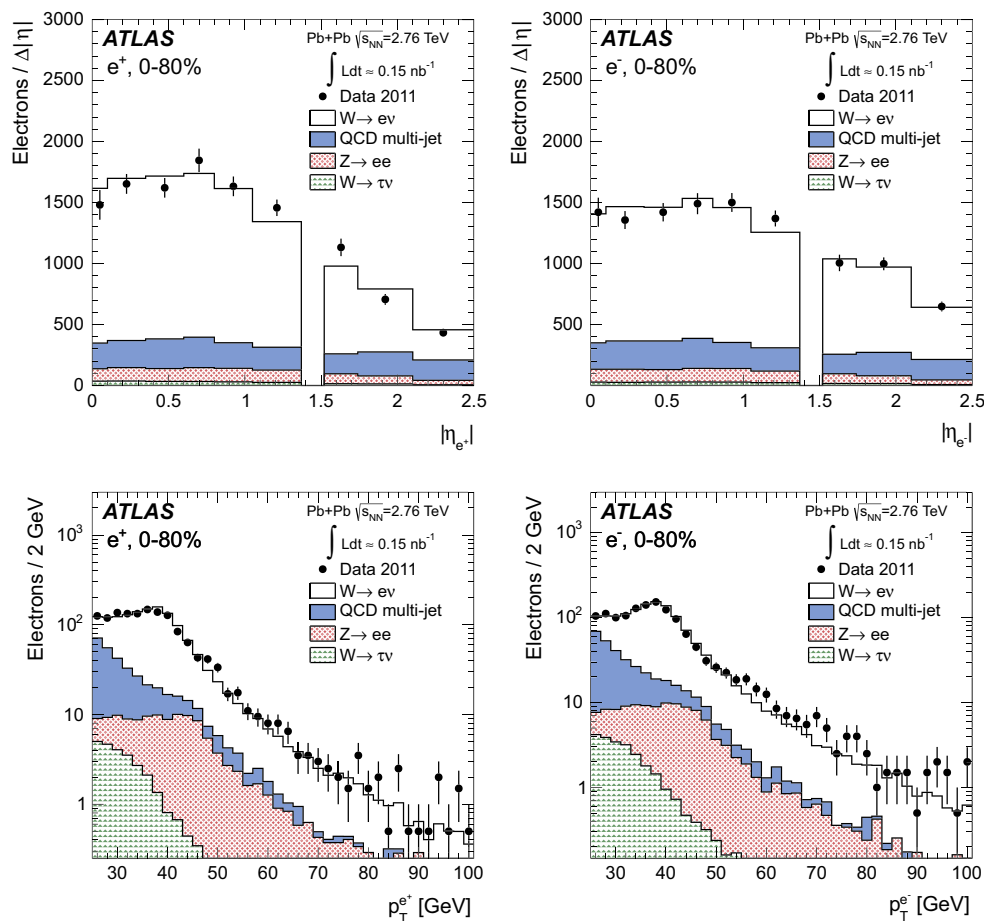 ATLAS
e⁺, 0-80%
Pb+Pb √s_NN=2.76 TeV
∫ Ldt ≈ 0.15 nb⁻¹
Data 2011
W→ eν
QCD multi-jet
Z→ ee
W→ τν
Electrons / Δ|η|
3000
2500
2000
1500
1000
500
0
0 0.5 1 1.5 2 2.5
|η_e⁺|
ATLAS
e⁻, 0-80%
Pb+Pb √s_NN=2.76 TeV
∫ Ldt ≈ 0.15 nb⁻¹
Data 2011
W→ eν
QCD multi-jet
Z→ ee
W→ τν
Electrons / Δ|η|
3000
2500
2000
1500
1000
500
0
0 0.5 1 1.5 2 2.5
|η_e⁻|
ATLAS
e⁺, 0-80%
Pb+Pb √s_NN=2.76 TeV
∫ Ldt ≈ 0.15 nb⁻¹
Data 2011
W→ eν
QCD multi-jet
Z→ ee
W→ τν
Electrons / 2 GeV
10³
10²
10
1
30 40 50 60 70 80 90 100
p_T^e⁺ [GeV]
ATLAS
e⁻, 0-80%
Pb+Pb √s_NN=2.76 TeV
∫ Ldt ≈ 0.15 nb⁻¹
Data 2011
W→ eν
QCD multi-jet
Z→ ee
W→ τν
Electrons / 2 GeV
10³
10²
10
1
30 40 50 60 70 80 90 100
p_T^e⁻ [GeV]